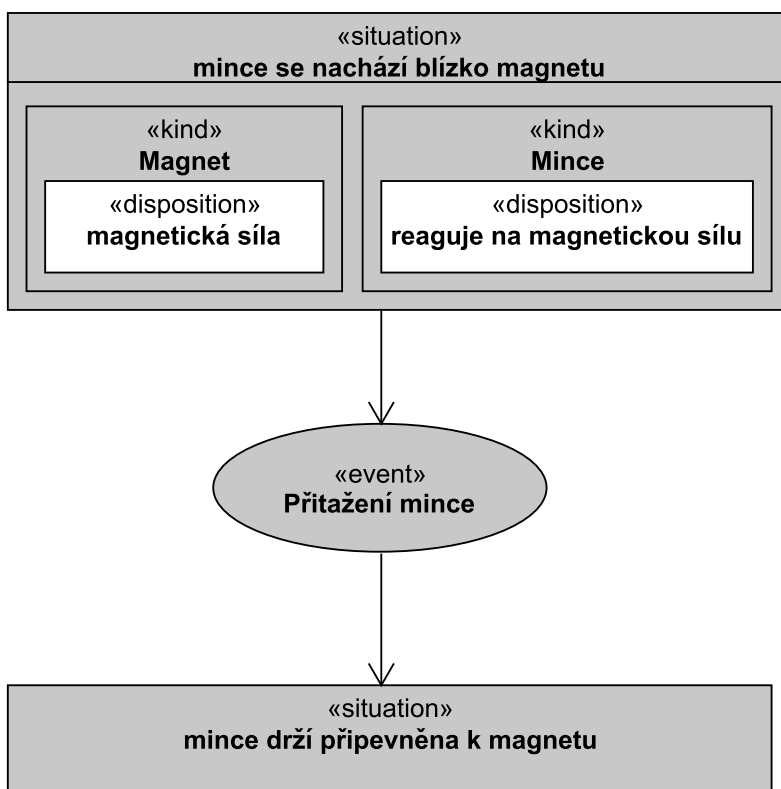 «situation»
mince se nachází blízko magnetu
«kind»
Magnet
«disposition»
magnetická síla
«kind»
Mince
«disposition»
reaguje na magnetickou sílu
«event»
Přitažení mince
«situation»
mince drží připevněna k magnetu